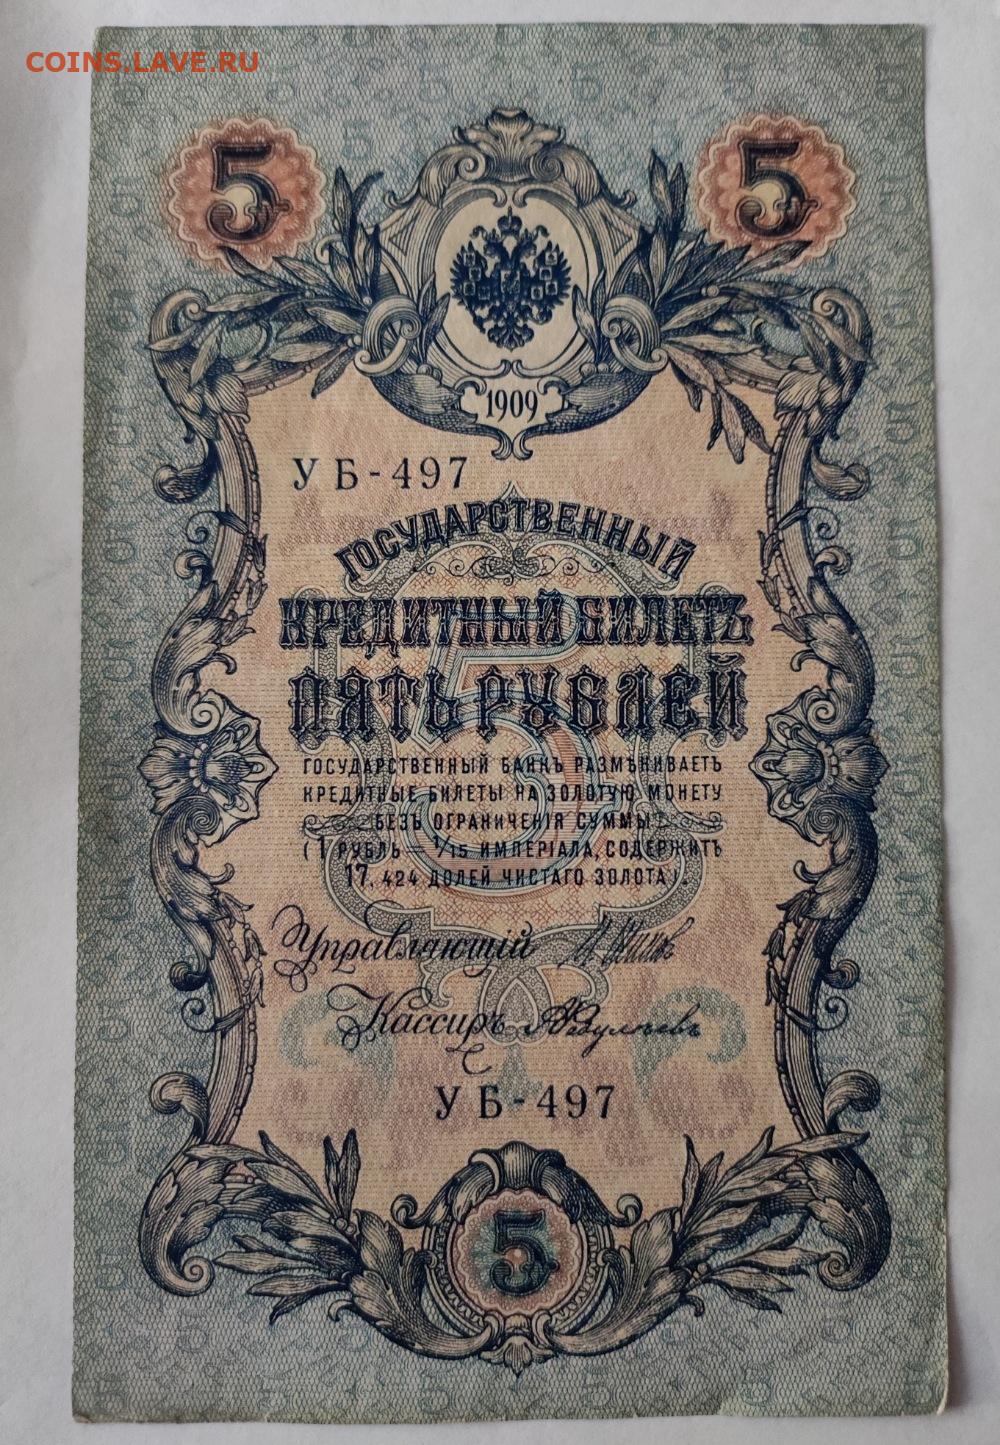 COINS.LAVE.RU
5 5
1909
УБ-497
ГОСУДАРСТВЕННЫЙ
КРЕДИТНЫЙ БИЛЕТЪ
ПЯТЬ РУБЛЕЙ
5
ГОСУДАРСТВЕННЫЙ БАНКЪ РАЗМѢНИВАЕТЪ
КРЕДИТНЫЕ БИЛЕТЫ НА ЗОЛОТУЮ МОНЕТУ
БЕЗЪ ОГРАНИЧЕНІЯ СУММЫ
(1 РУБЛЬ = 1/15 ИМПЕРІАЛА, СОДЕРЖИТЪ
17,424 ДОЛЕЙ ЧИСТАГО ЗОЛОТА).
Управляющій
Кассиръ
УБ-497
5